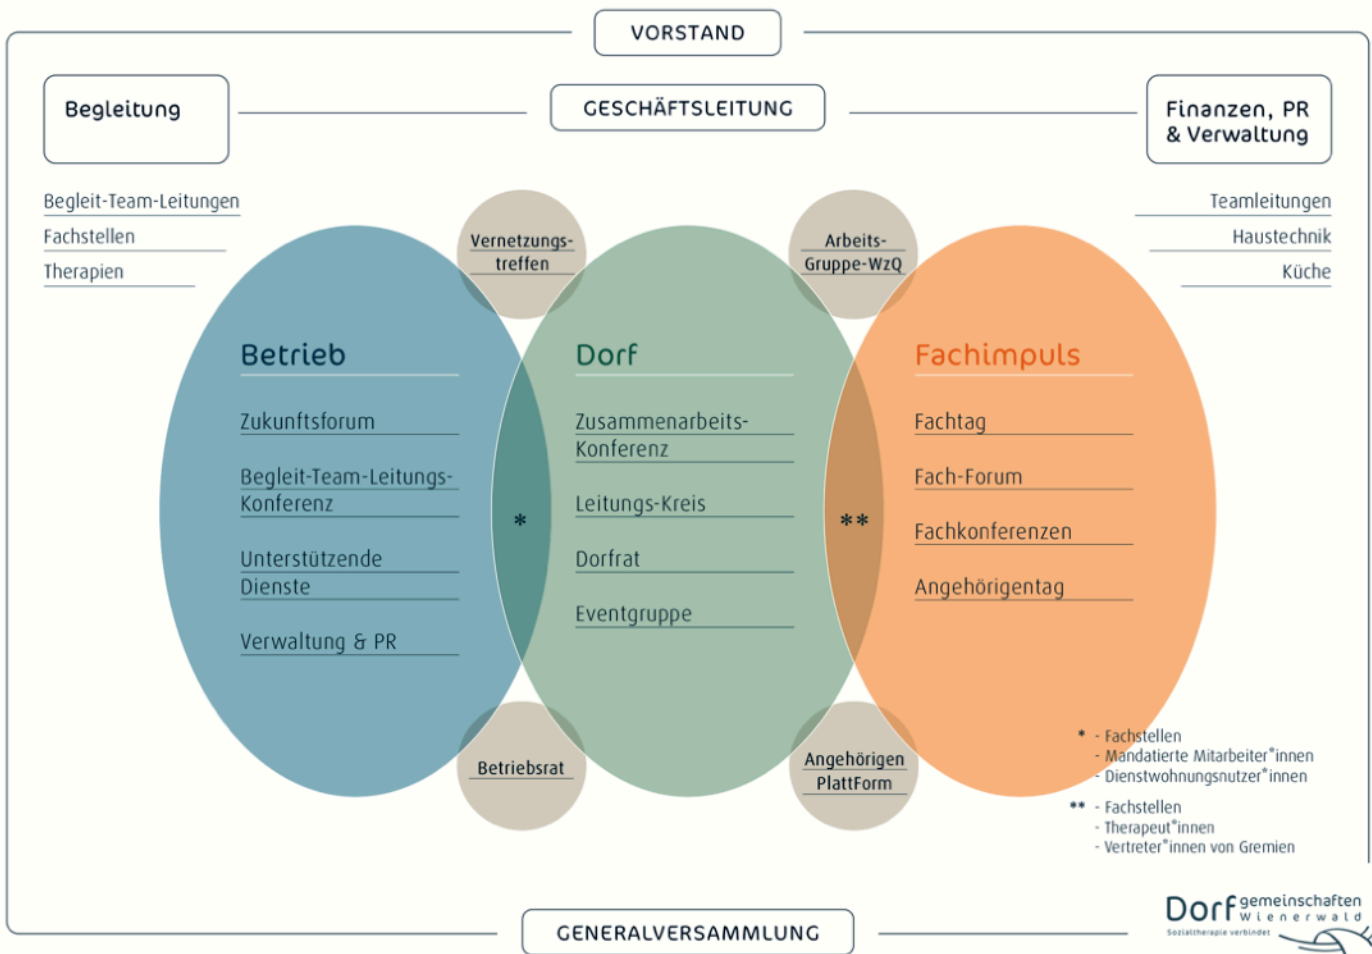 VORSTAND
Begleitung
GESCHÄFTSLEITUNG
Finanzen, PR
& Verwaltung
Begleit-Team-Leitungen
Fachstellen
Therapien
Teamleitungen
Haustechnik
Küche
Vernetzungs-
treffen
Arbeits-
Gruppe-WzQ
Betrieb
Zukunftsforum
Begleit-Team-Leitungs-
Konferenz
Unterstützende
Dienste
Verwaltung & PR
*
Dorf
Zusammenarbeits-
Konferenz
Leitungs-Kreis
Dorfrat
Eventgruppe
**
Fachimpuls
Fachtag
Fach-Forum
Fachkonferenzen
Angehörigentag
Betriebsrat
Angehörigen
PlattForm
* - Fachstellen
- Mandatierte Mitarbeiter*innen
- Dienstwohnungsnutzer*innen
** - Fachstellen
- Therapeut*innen
- Vertreter*innen von Gremien
GENERALVERSAMMLUNG
Dorfgemeinschaften
Wienerwald
Sozialtherapie verbindet